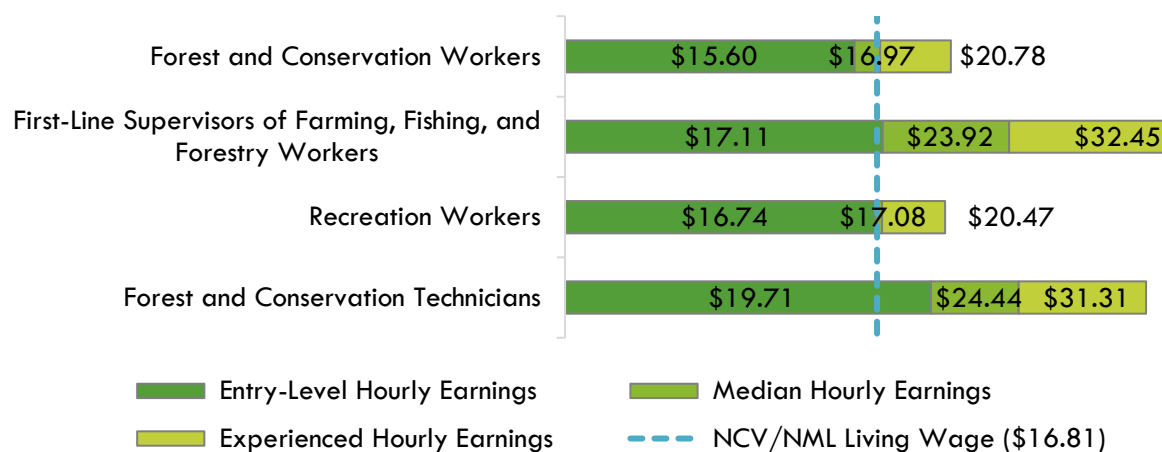 Forest and Conservation Workers
$15.60 $16.97 $20.78
First-Line Supervisors of Farming, Fishing, and
Forestry Workers
$17.11 $23.92 $32.45
Recreation Workers
$16.74 $17.08 $20.47
Forest and Conservation Technicians
$19.71 $24.44 $31.31
Entry-Level Hourly Earnings
Median Hourly Earnings
Experienced Hourly Earnings
NCV/NML Living Wage ($16.81)